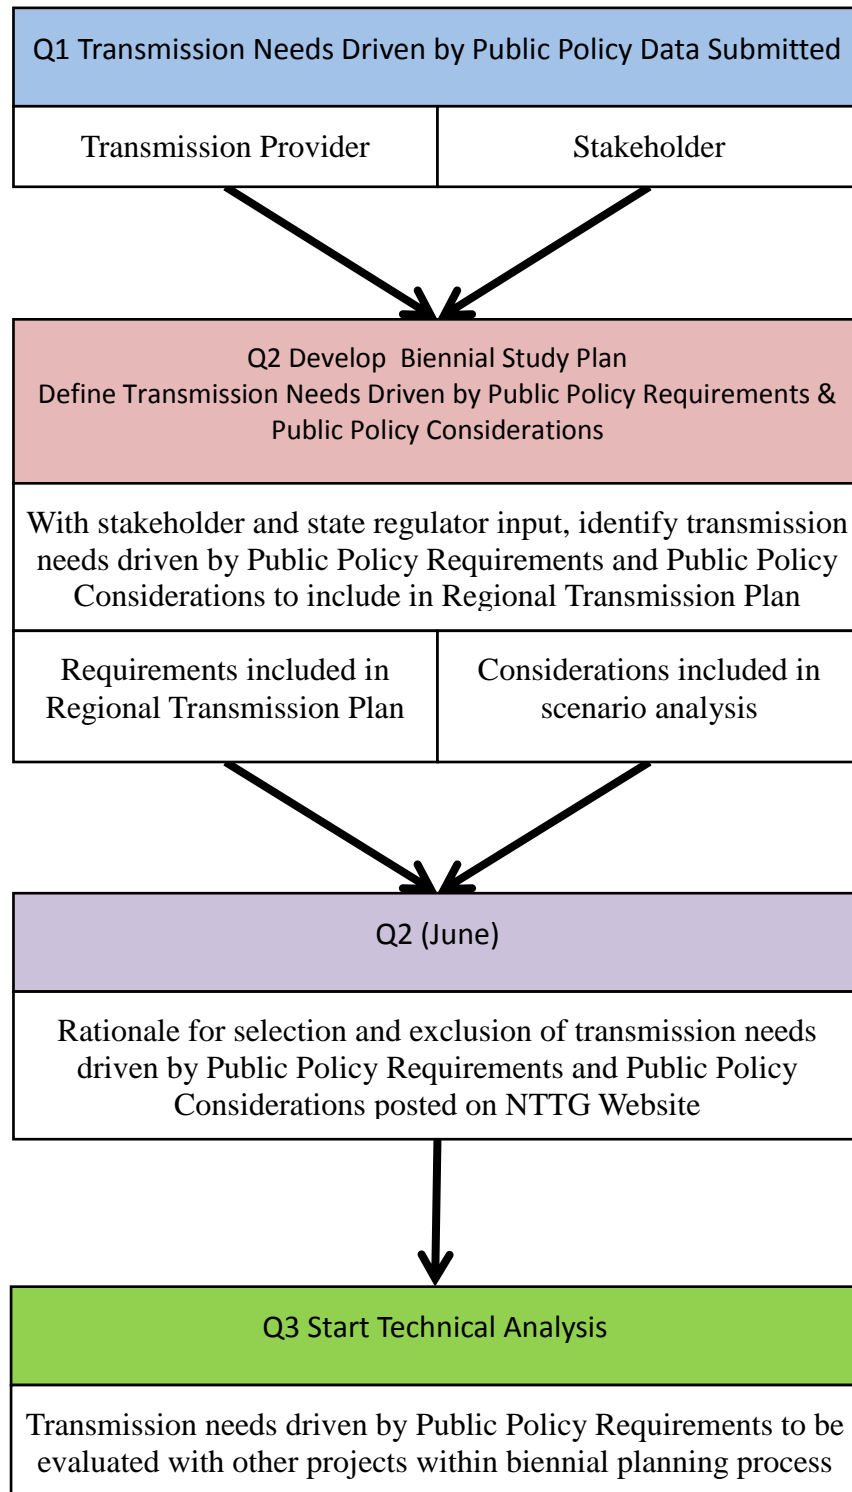 Q1 Transmission Needs Driven by Public Policy Data Submitted
Transmission Provider
Stakeholder
Q2 Develop  Biennial Study Plan
Define Transmission Needs Driven by Public Policy Requirements &
Public Policy Considerations
With stakeholder and state regulator input, identify transmission
needs driven by Public Policy Requirements and Public Policy
Considerations to include in Regional Transmission Plan
Requirements included in
Regional Transmission Plan
Considerations included in
scenario analysis
Q2 (June)
Rationale for selection and exclusion of transmission needs
driven by Public Policy Requirements and Public Policy
Considerations posted on NTTG Website
Q3 Start Technical Analysis
Transmission needs driven by Public Policy Requirements to be
evaluated with other projects within biennial planning process